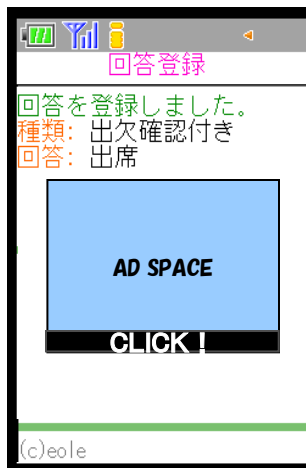 回答登録
回答を登録しました。
種類: 出欠確認付き
回答: 出席
AD SPACE
CLICK！
(c)eole